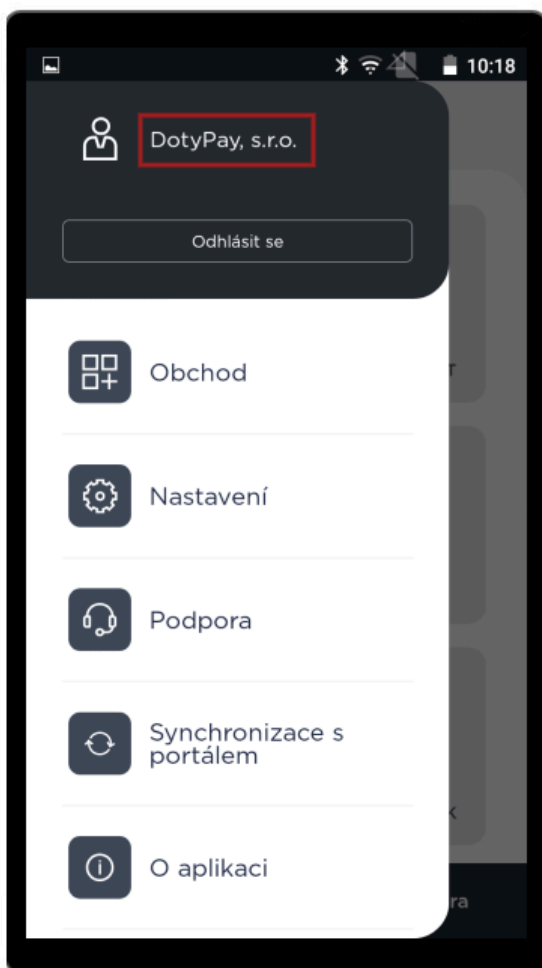 10:18
DotyPay, s.r.o.
Odhlásit se
Obchod
Nastavení
Podpora
Synchronizace s
portálem
O aplikaci